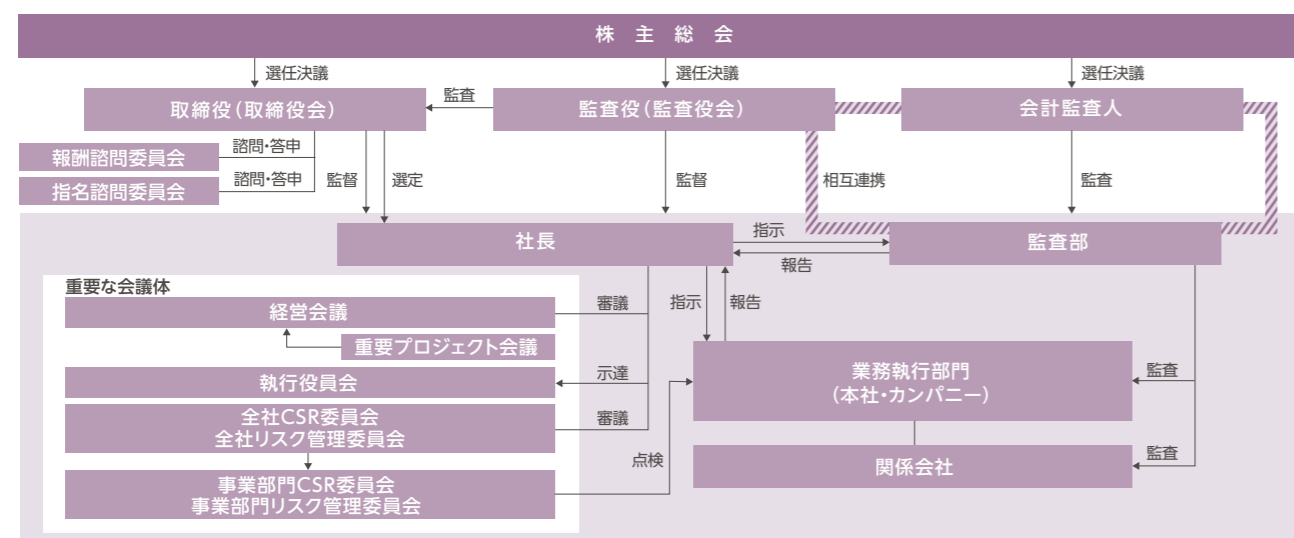 株主総会
選任決議
選任決議
選任決議
取締役（取締役会）
監査
監査役（監査役会）
会計監査人
報酬諮問委員会
諮問・答申
指名諮問委員会
諮問・答申
監督
選定
監督
相互連携
監査
社長
指示
報告
監査部
重要な会議体
経営会議
審議
指示
報告
重要プロジェクト会議
執行役員会
示達
業務執行部門
（本社・カンパニー）
監査
全社CSR委員会
全社リスク管理委員会
審議
点検
関係会社
監査
事業部門CSR委員会
事業部門リスク管理委員会